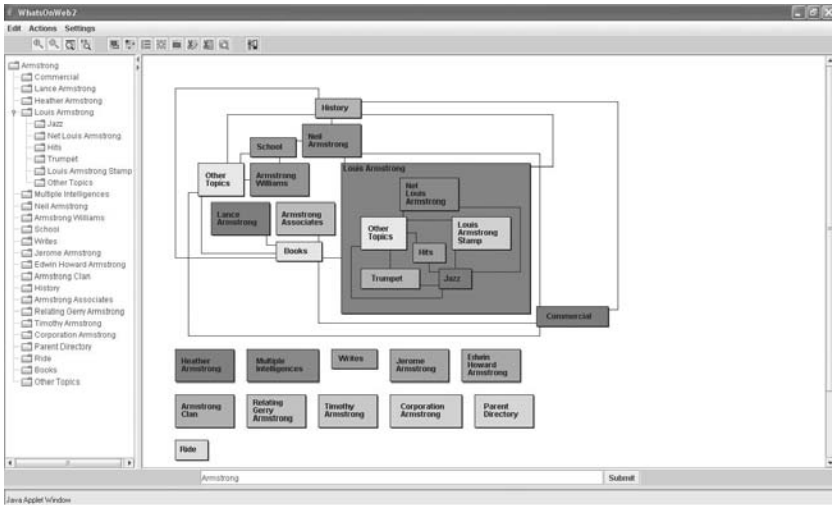 WhatsOnWeb2
Edit Actions Settings
Armstrong
Commercial
Lance Armstrong
Heather Armstrong
Louis Armstrong
Jazz
Net Louis Armstrong
Hits
Trumpet
Louis Armstrong Stamp
Other Topics
Multiple Intelligences
Neil Armstrong
Armstrong Williams
School
Writes
Jerome Armstrong
Edwin Howard Armstrong
Armstrong Clan
History
Armstrong Associates
Relating Gerry Armstrong
Timothy Armstrong
Corporation Armstrong
Parent Directory
Ride
Books
Other Topics
History
Neil
Armstrong
School
Other
Topics
Armstrong
Williams
Louis Armstrong
Net
Louis
Armstrong
Lance
Armstrong
Armstrong
Associates
Other
Topics
Louis
Armstrong
Stamp
Books
Hits
Trumpet
Jazz
Commercial
Heather
Armstrong
Multiple
Intelligences
Writes
Jerome
Armstrong
Edwin
Howard
Armstrong
Armstrong
Clan
Relating
Gerry
Armstrong
Timothy
Armstrong
Corporation
Armstrong
Parent
Directory
Ride
Armstrong
Submit
Java Applet Window